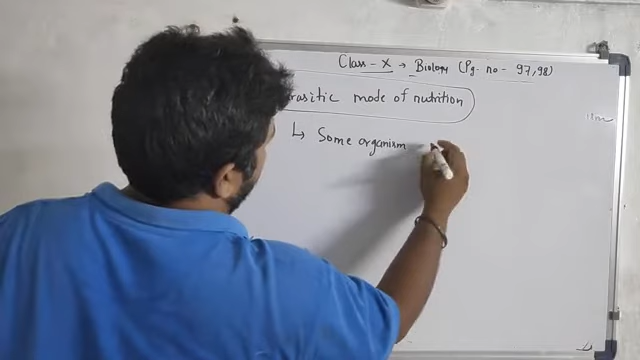 Class-X → Biology (Pg. no - 97,98)
rasitic mode of nutrition
↳ Some organism